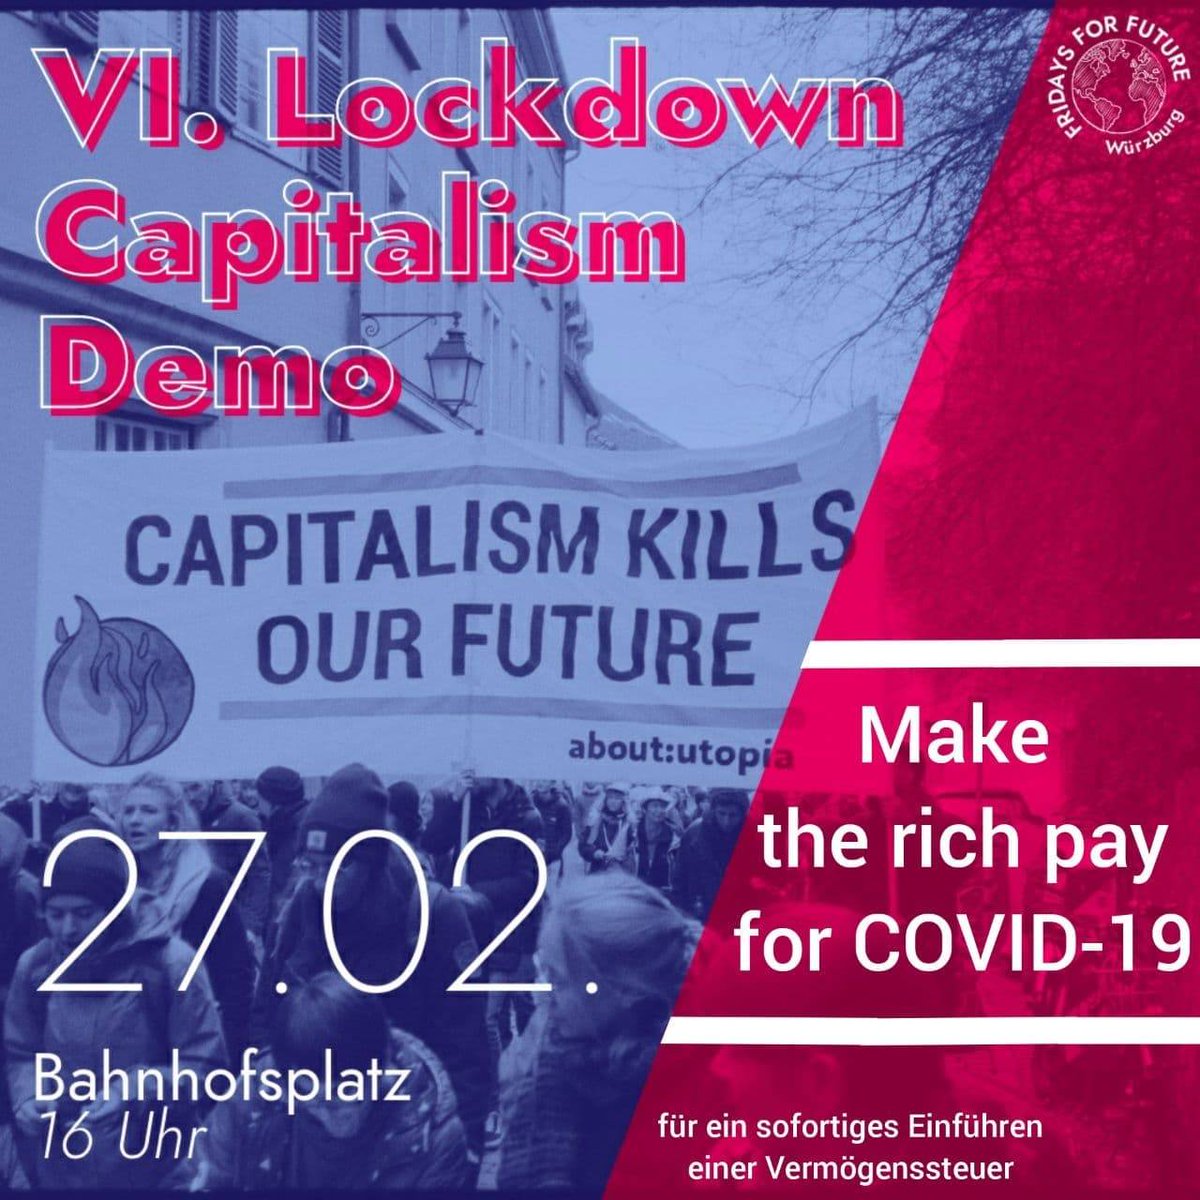 VI. Lockdown
Capitalism
Demo
FRIDAYS FOR FUTURE
Würzburg
CAPITALISM KILLS
OUR FUTURE
about:utopia
Make
the rich pay
for COVID-19
27.02.
Bahnhofsplatz
16 Uhr
für ein sofortiges Einführen
einer Vermögenssteuer